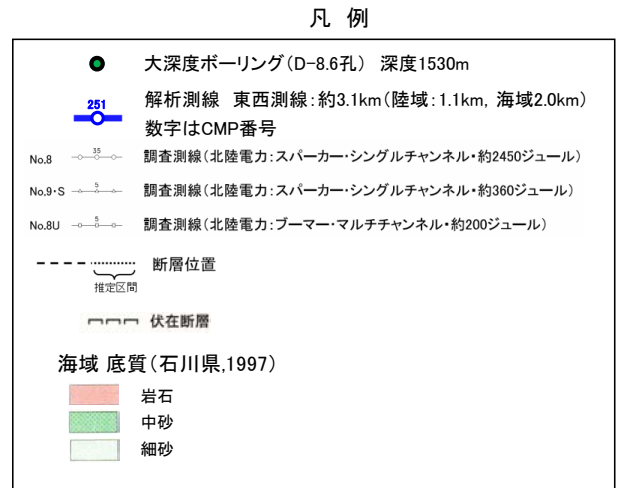 凡 例
大深度ボーリング(D-8.6孔) 深度1530m
251
解析測線 東西測線:約3.1km(陸域:1.1km, 海域2.0km)
数字はCMP番号
No.8 35 調査測線(北陸電力:スパーカー・シングルチャンネル・約2450ジュール)
No.9・S 5 調査測線(北陸電力:スパーカー・シングルチャンネル・約360ジュール)
No.8U 5 調査測線(北陸電力:ブーマー・マルチチャンネル・約200ジュール)
断層位置
推定区間
伏在断層
海域 底質(石川県,1997)
岩石
中砂
細砂